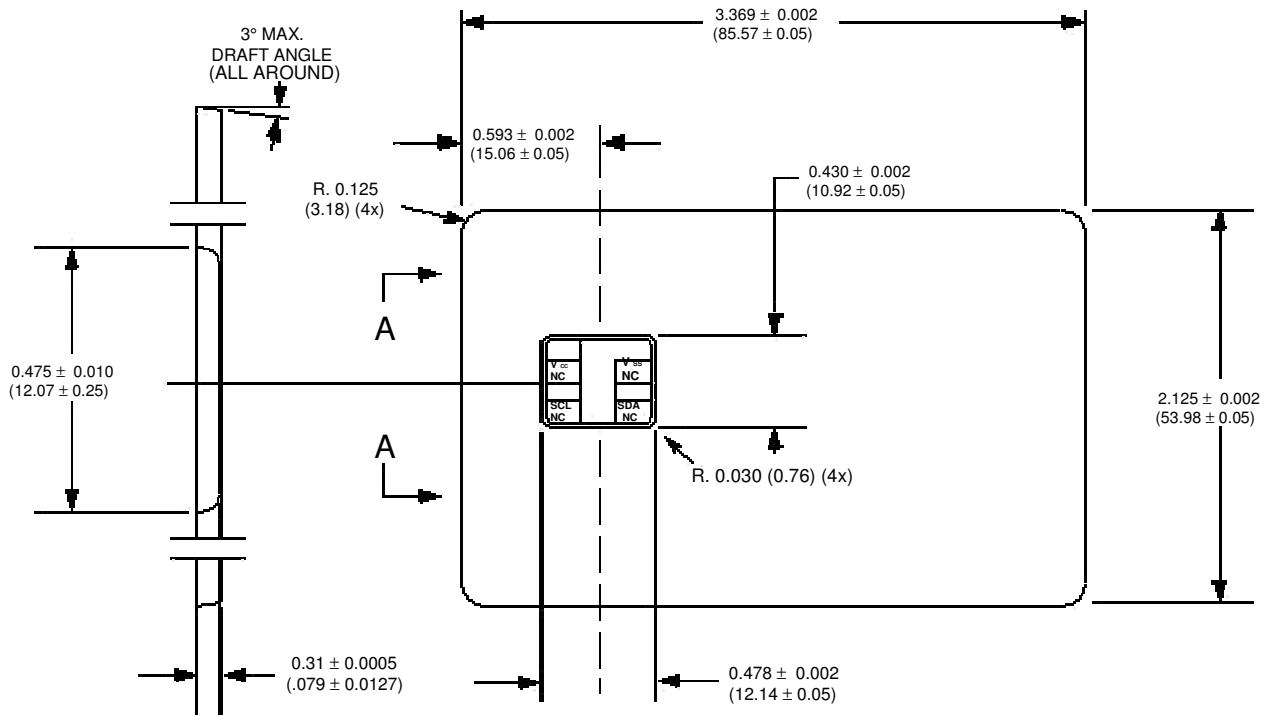 3° MAX.
DRAFT ANGLE
(ALL AROUND)
3.369 ± 0.002
(85.57 ± 0.05)
0.593 ± 0.002
(15.06 ± 0.05)
R. 0.125
(3.18) (4x)
0.430 ± 0.002
(10.92 ± 0.05)
A
0.475 ± 0.010
(12.07 ± 0.25)
Vcc
NC
Vss
NC
SCL
NC
SDA
NC
2.125 ± 0.002
(53.98 ± 0.05)
A
R. 0.030 (0.76) (4x)
0.31 ± 0.0005
(.079 ± 0.0127)
0.478 ± 0.002
(12.14 ± 0.05)